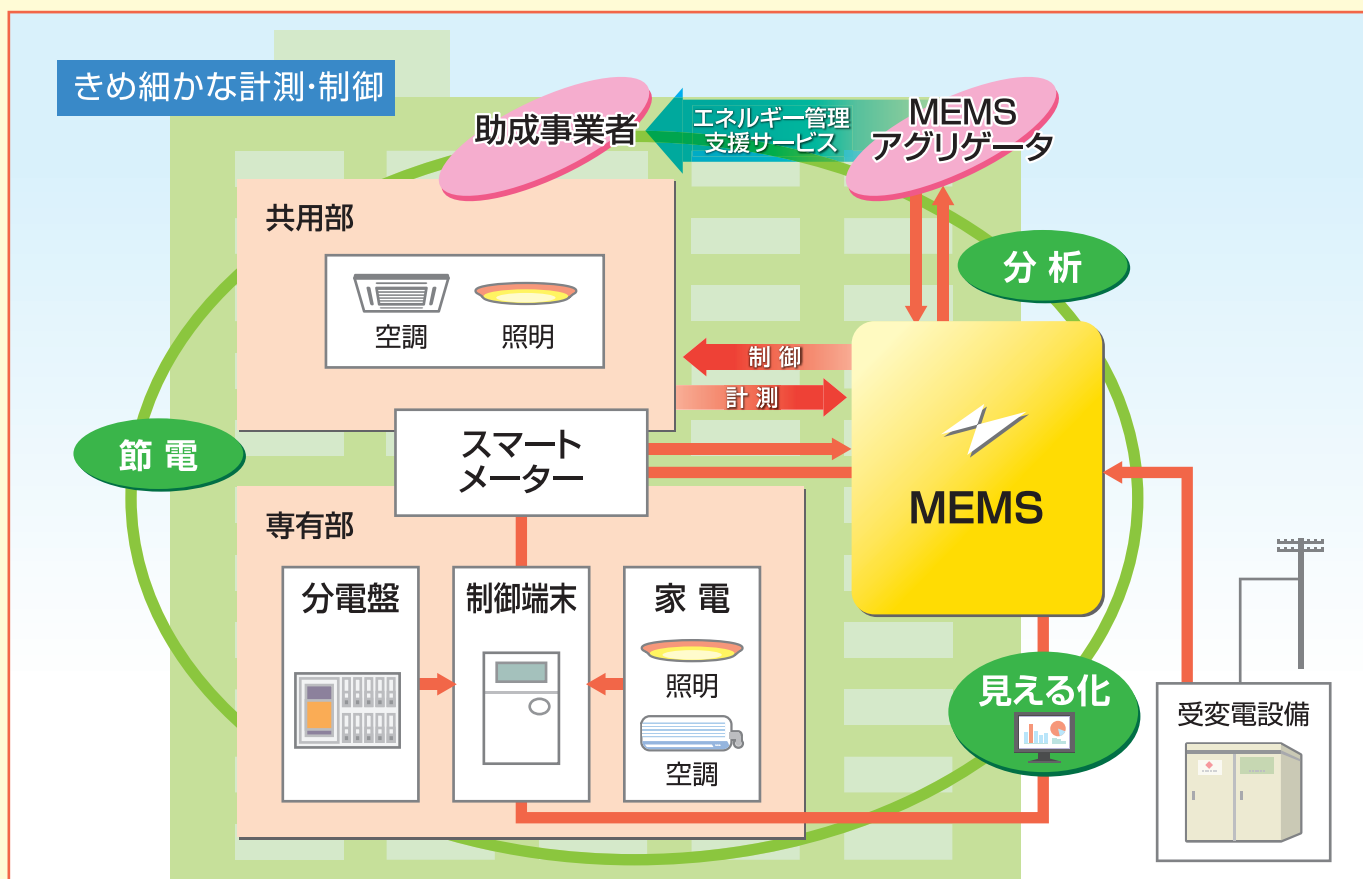 きめ細かな計測・制御
助成事業者
エネルギー管理
支援サービス
MEMS
アグリゲータ
共用部
空調
照明
分析
制御
計測
節電
スマート
メーター
MEMS
専有部
分電盤
制御端末
家電
照明
空調
見える化
受変電設備